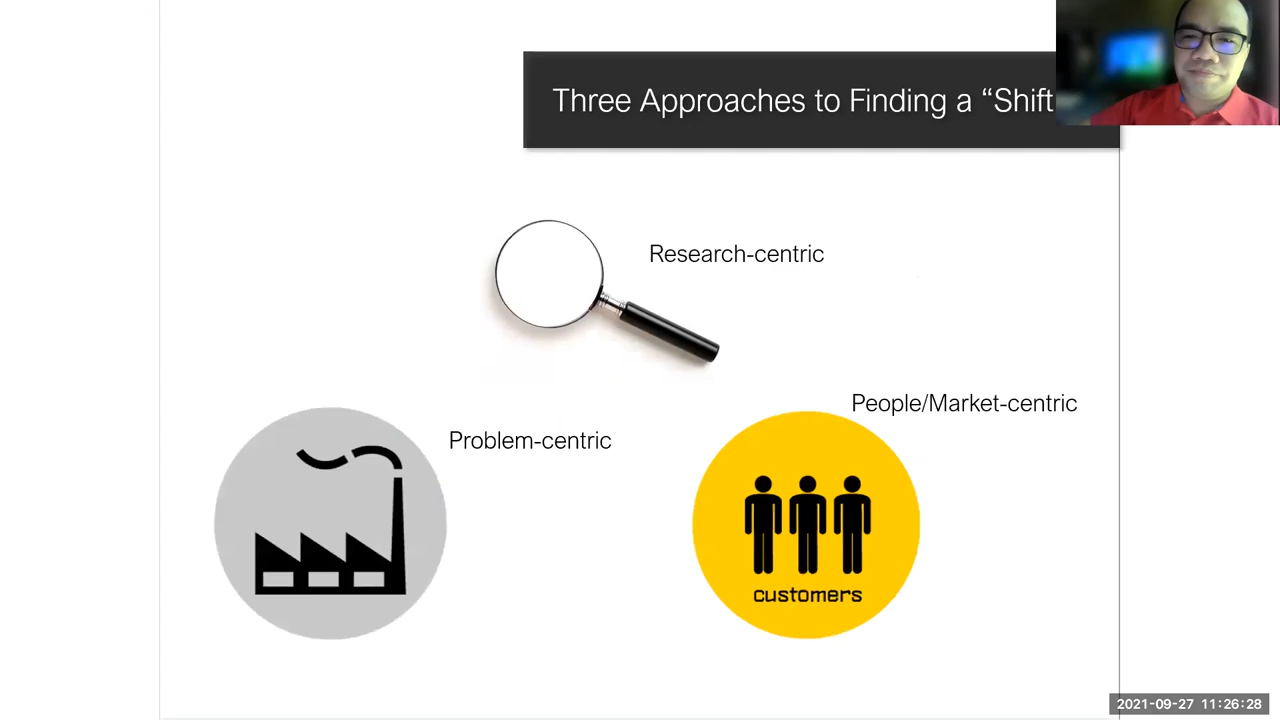 Three Approaches to Finding a “Shift
Research-centric
People/Market-centric
Problem-centric
customers
2021-09-27 11:26:28